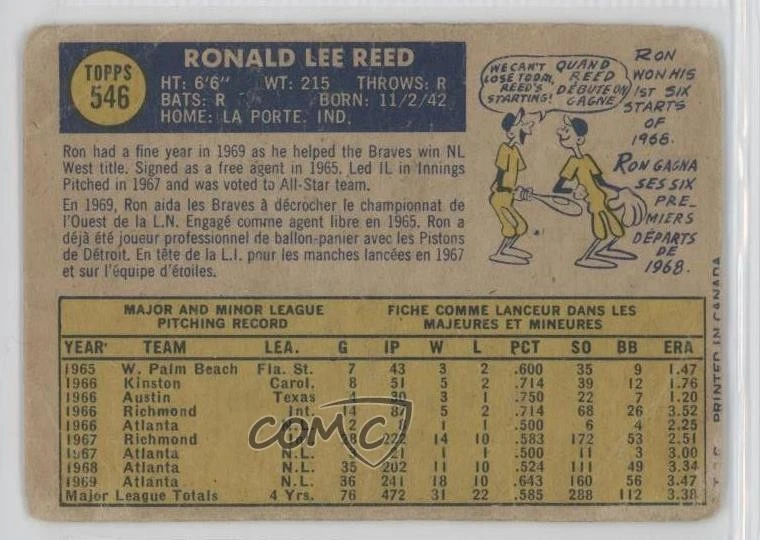 TOPPS
546
RONALD LEE REED
HT: 6'6" WT: 215 THROWS: R
BATS: R BORN: 11/2/42
HOME: LA PORTE, IND.
Ron had a fine year in 1969 as he helped the Braves win NL
West title. Signed as a free agent in 1965. Led IL in Innings
Pitched in 1967 and was voted to All-Star team.
En 1969, Ron aida les Braves à décrocher le championnat de
l'Ouest de la L.N. Engagé comme agent libre en 1965. Ron a
déjà été joueur professionnel de ballon-panier avec les Pistons
de Détroit. En tête de la L.I. pour les manches lancées en 1967
et sur l'équipe d'étoiles.
WE CAN'T
LOSE TODAY,
REED'S
STARTING!
QUAND
REED
DÉBUTE ON
GAGNE
RON
WON HIS
1ST SIX
STARTS
OF
1968.
RON GAGNA
SES SIX
PRE_
MIERS
DÉPARTS
DE
1968.
MAJOR AND MINOR LEAGUE
PITCHING RECORD
FICHE COMME LANCEUR DANS LES
MAJEURES ET MINEURES
YEAR TEAM LEA. G IP W L PCT SO BB ERA
1965 W. Palm Beach Fla. St. 7 43 3 2 .600 35 9 1.47
1966 Kinston Carol. 8 51 5 2 .714 39 12 1.76
1966 Austin Texas 4 30 3 1 .750 22 7 1.20
1966 Richmond Int. 14 87 5 2 .714 68 26 3.52
1966 Atlanta 2 8 1 1 .500 6 4 2.25
1967 Richmond 222 14 10 .583 172 53 2.51
1967 Atlanta N.L. 21 1 1 .500 11 3 3.00
1968 Atlanta N.L. 35 202 11 10 .524 111 49 3.34
1969 Atlanta N.L. 36 241 18 10 .643 160 56 3.47
Major League Totals 4 Yrs. 76 472 31 22 .585 288 112 3.38
PRINTED IN CANADA
COMC